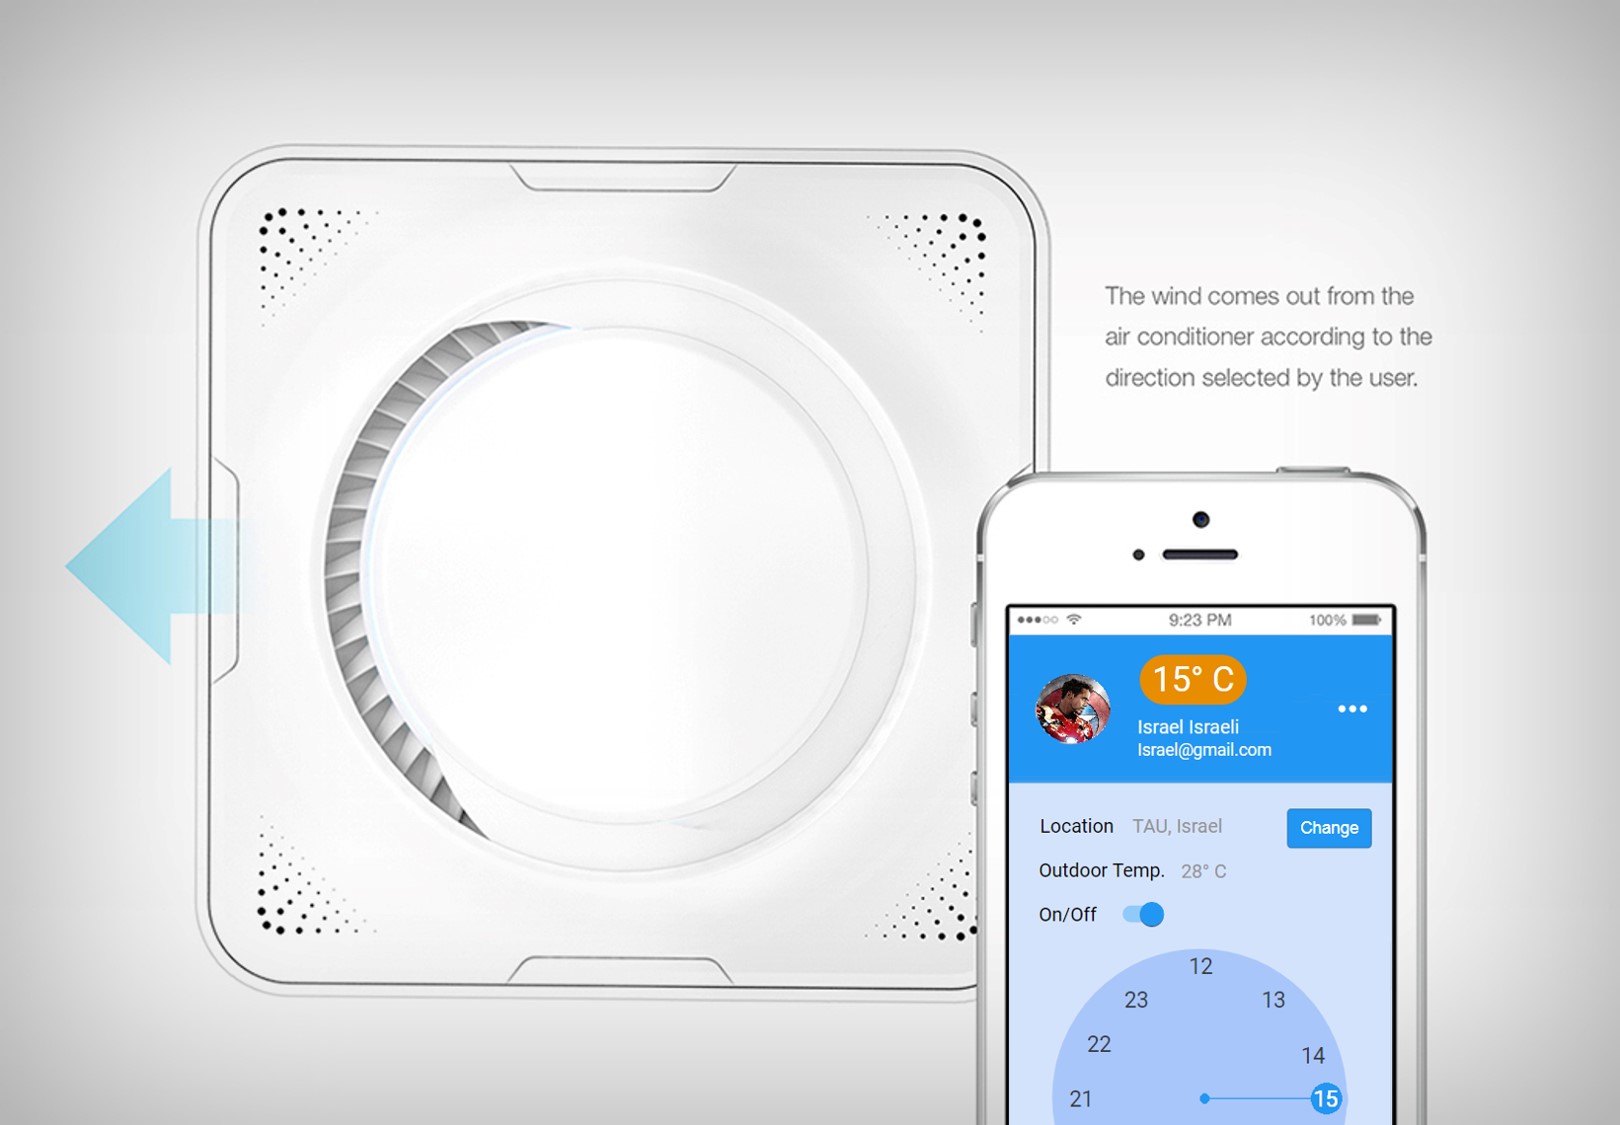 The wind comes out from the
air conditioner according to the
direction selected by the user.
9:23 PM
100%
15° C
Israel Israeli
Israel@gmail.com
Location TAU, Israel
Change
Outdoor Temp. 28° C
On/Off
12
23
13
22
14
21
15